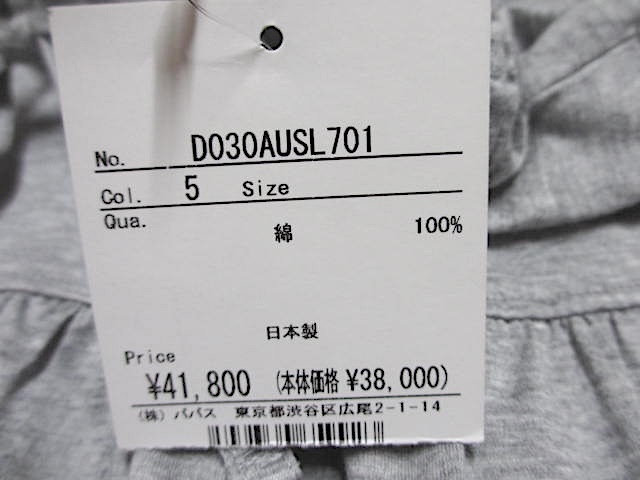 No. D030AUSL701
Col. 5 Size
Qua.
綿 100%
日本製
Price
¥41,800 (本体価格 ¥38,000)
(株) パパス 東京都渋谷区広尾2-1-14